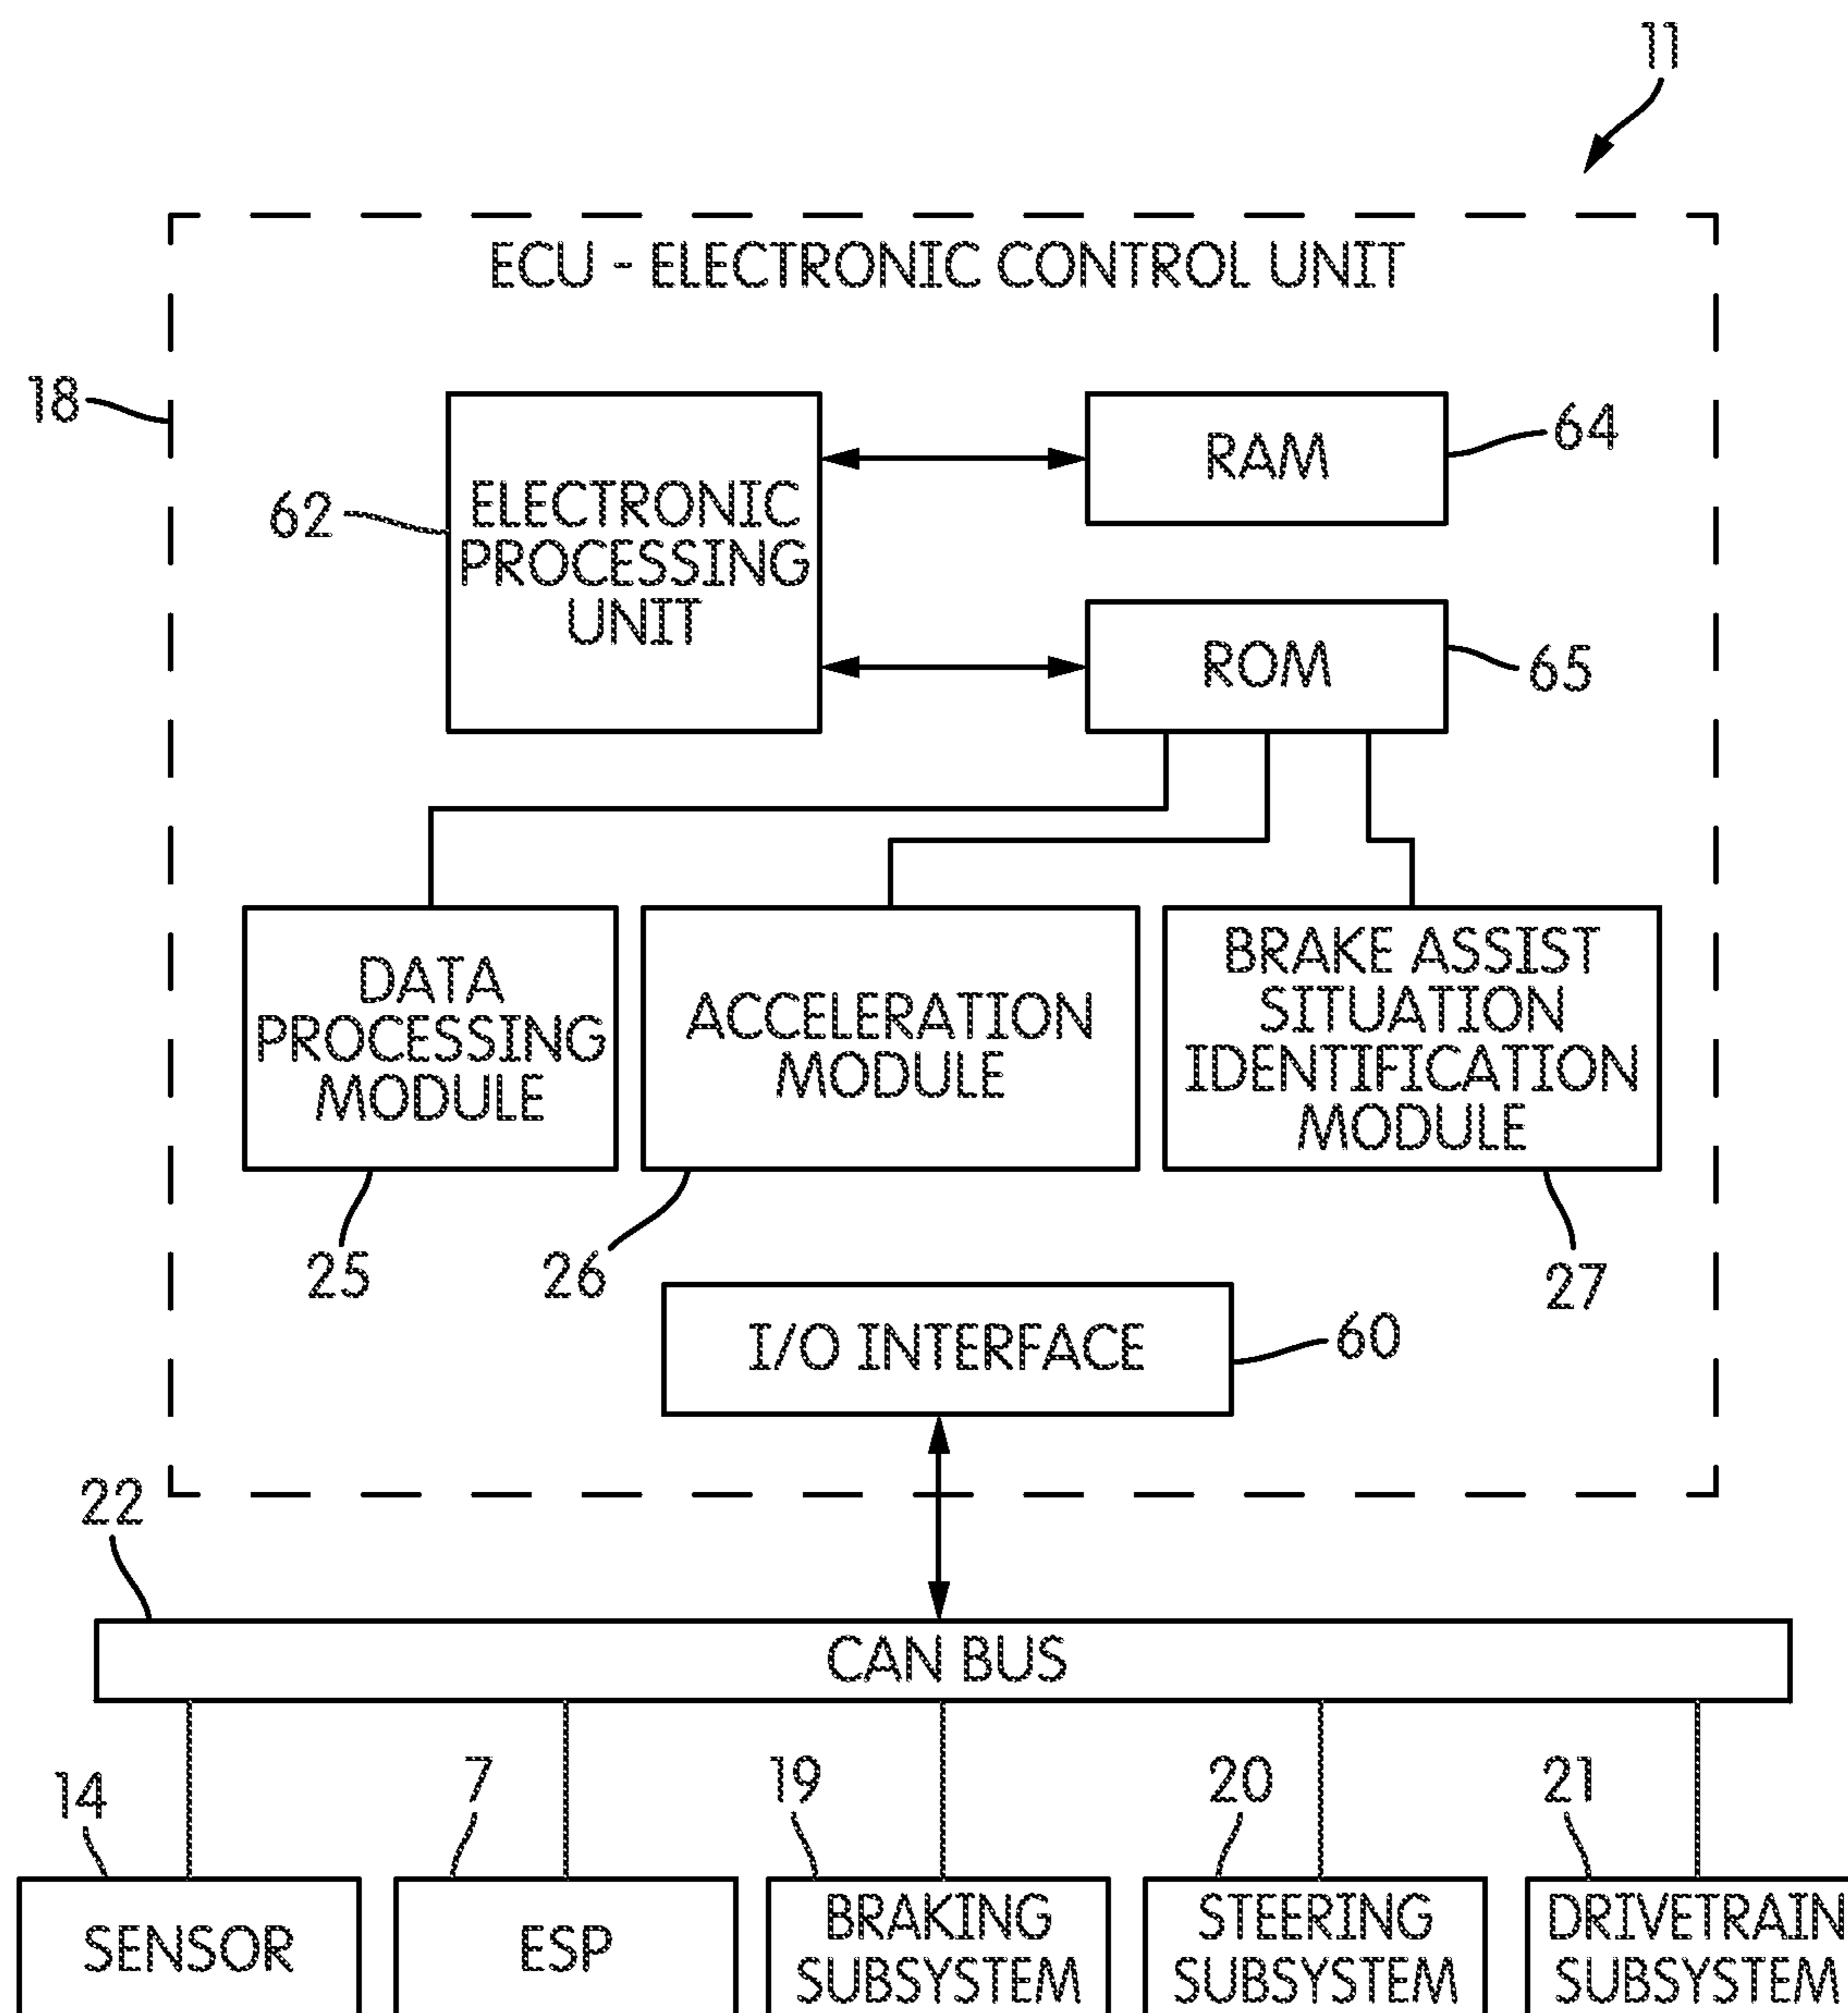 11
ECU - ELECTRONIC CONTROL UNIT
18
RAM
64
62
ELECTRONIC
PROCESSING
UNIT
ROM
65
DATA
PROCESSING
MODULE
ACCELERATION
MODULE
BRAKE ASSIST
SITUATION
IDENTIFICATION
MODULE
25
26
27
I/O INTERFACE
60
22
CAN BUS
14
7
19
20
21
SENSOR
ESP
BRAKING
SUBSYSTEM
STEERING
SUBSYSTEM
DRIVETRAIN
SUBSYSTEM